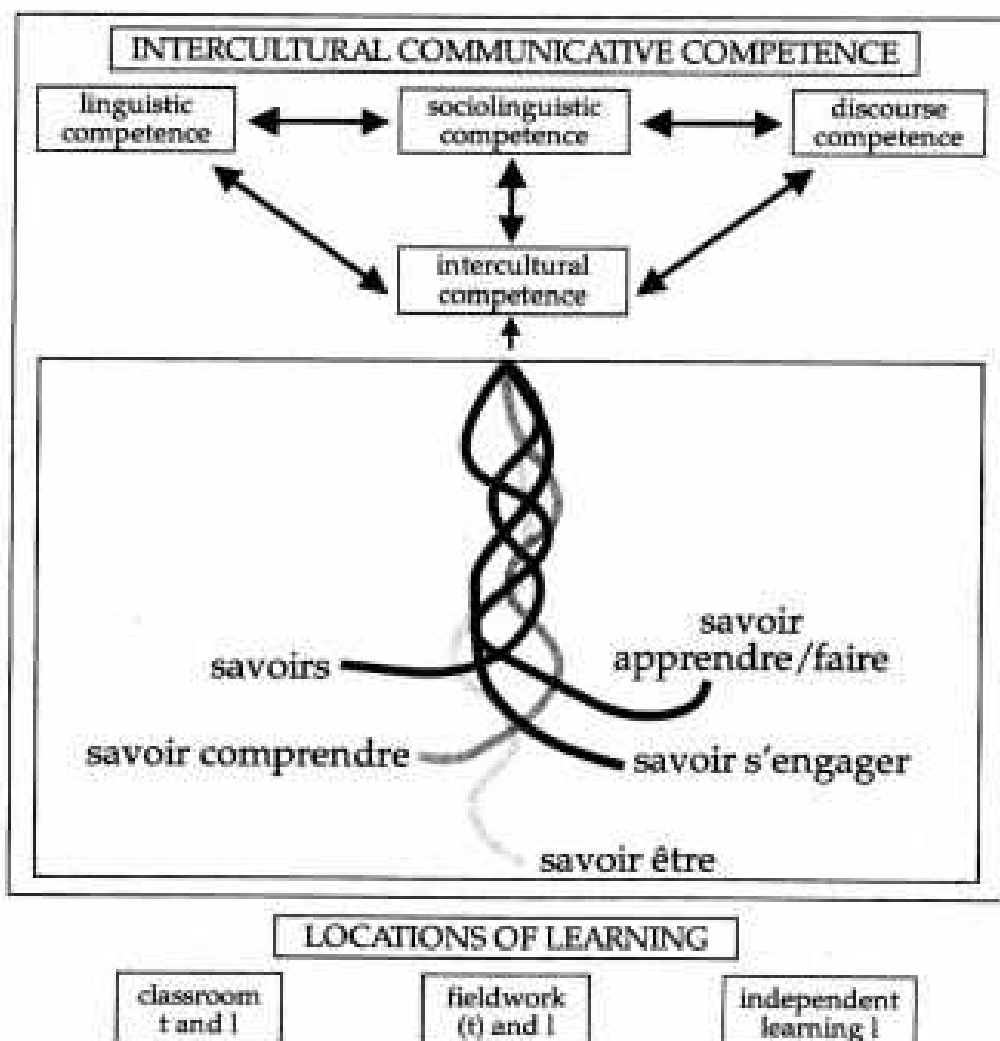 INTERCULTURAL COMMUNICATIVE COMPETENCE
linguistic
competence
sociolinguistic
competence
discourse
competence
intercultural
competence
savoirs
savoir
apprendre/faire
savoir comprendre
savoir s'engager
savoir être
LOCATIONS OF LEARNING
classroom
t and l
fieldwork
(t) and l
independent
learning l